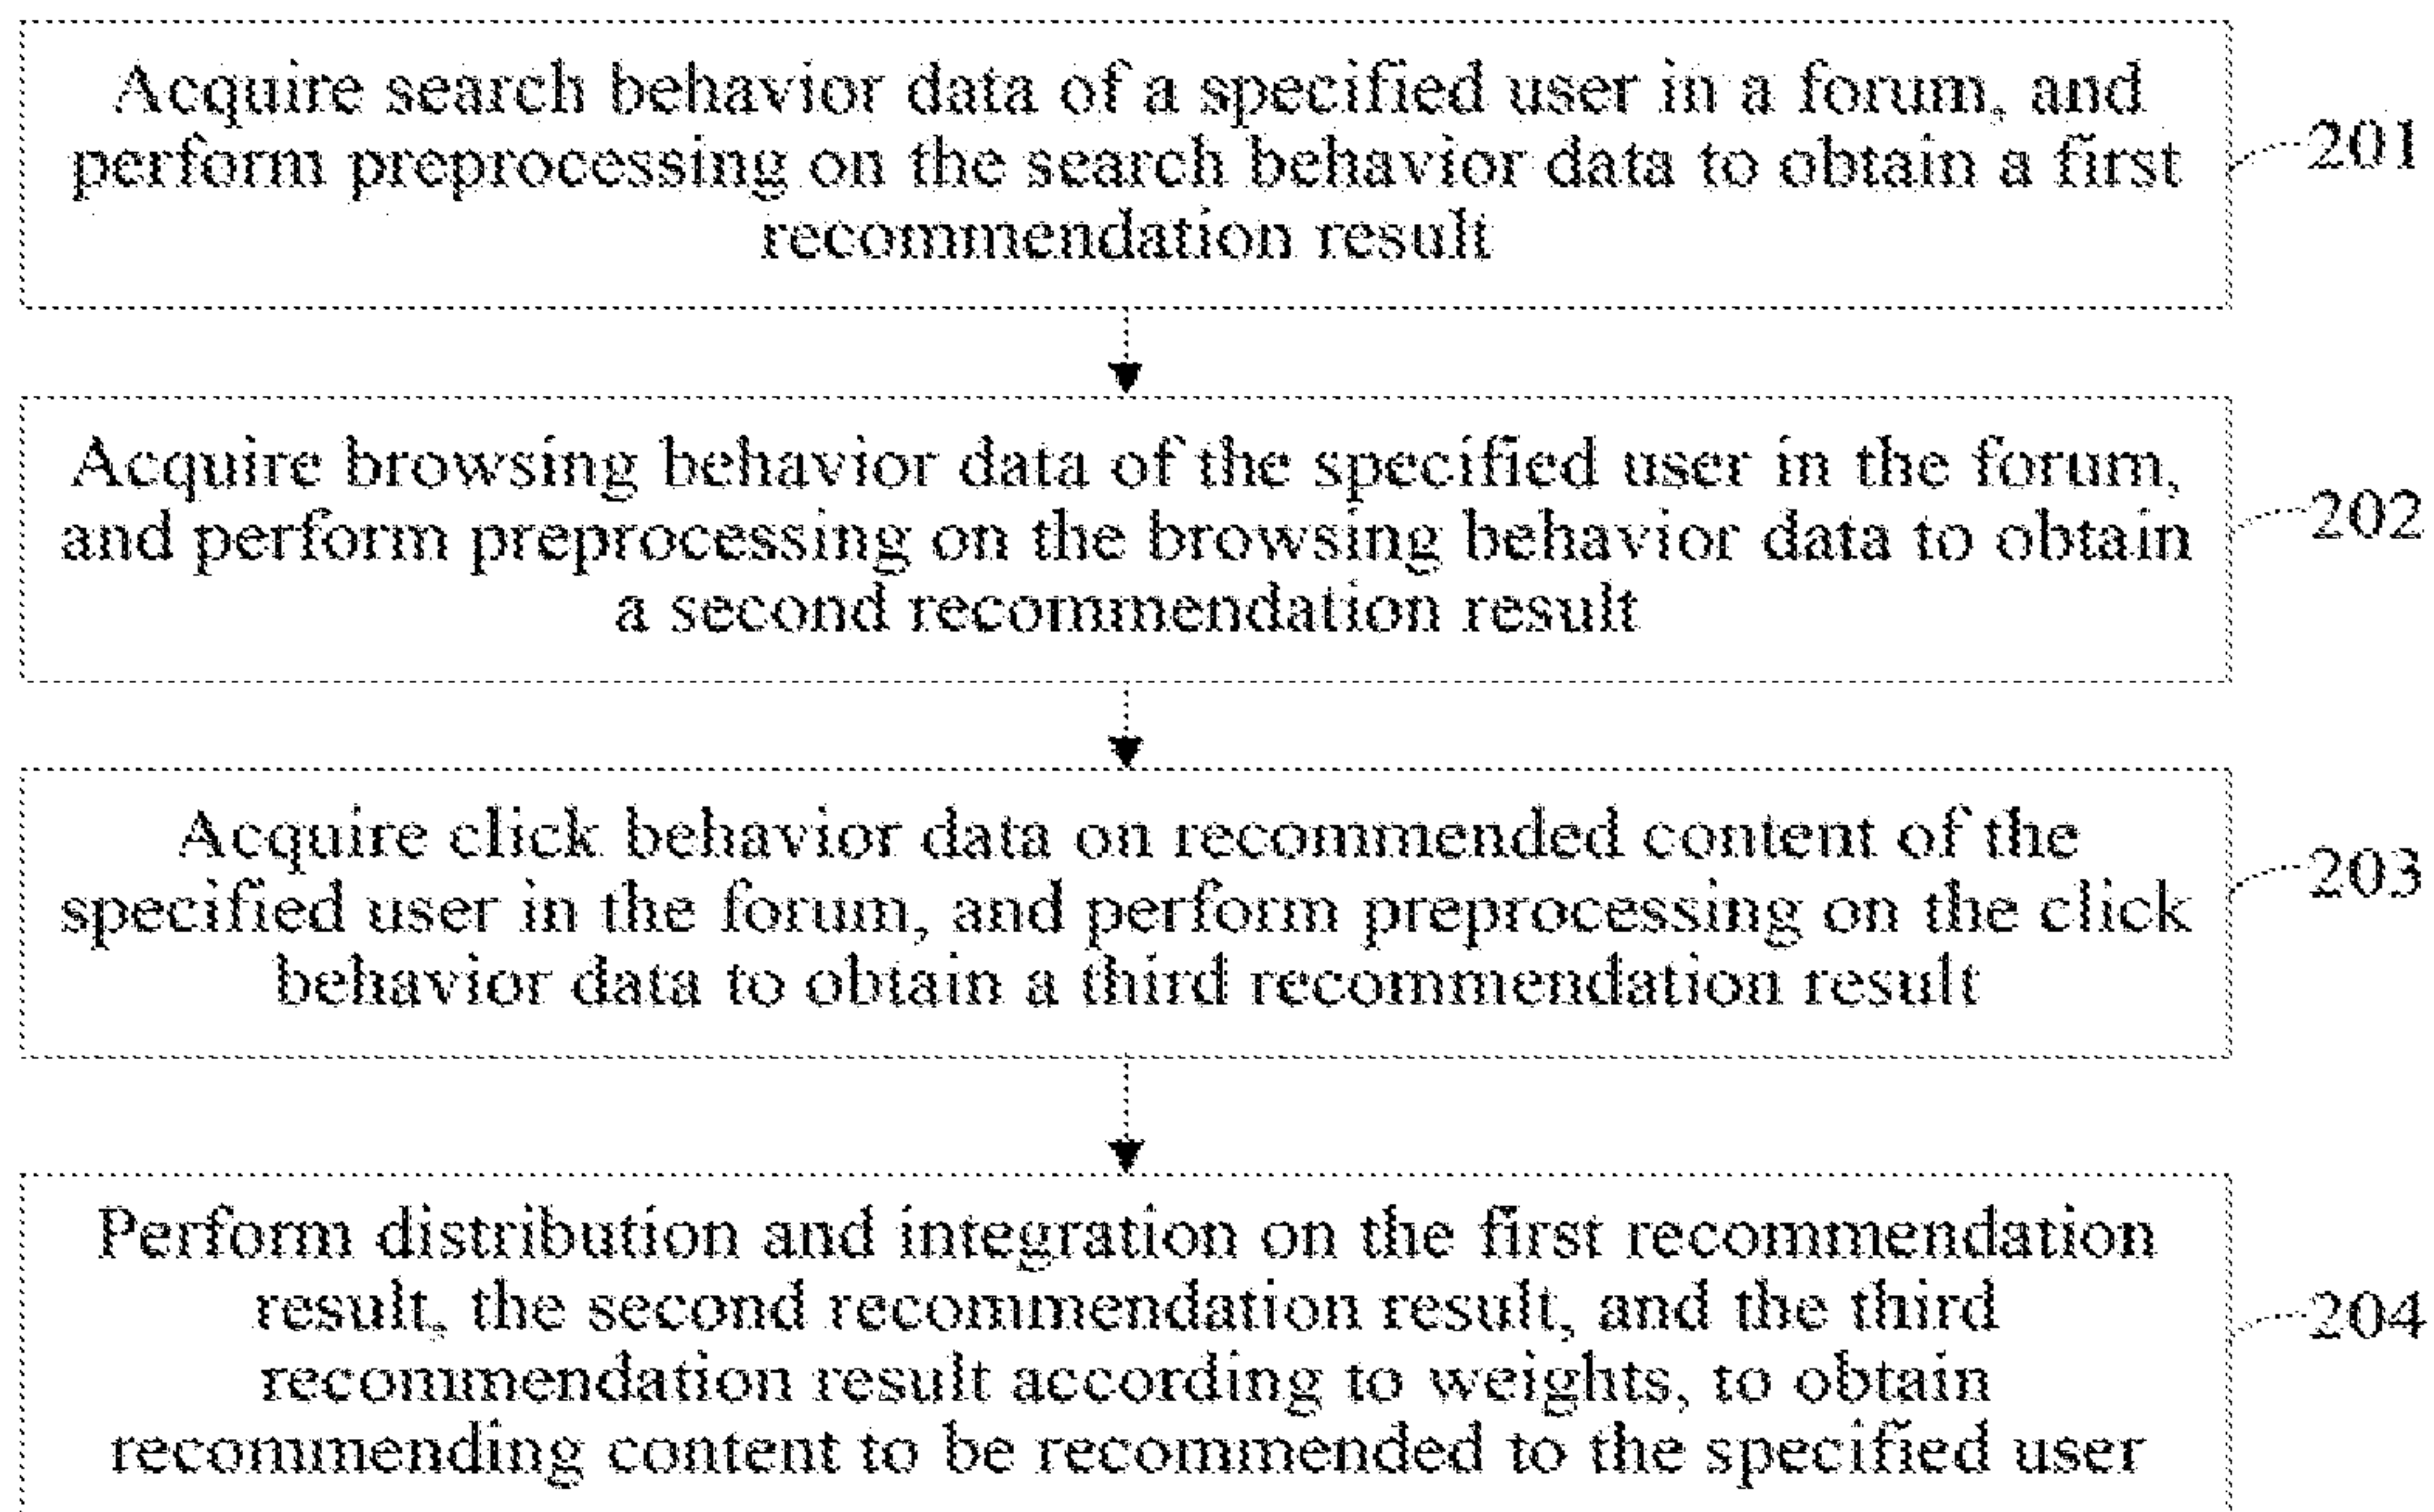 Acquire search behavior data of a specified user in a forum, and
perform preprocessing on the search behavior data to obtain a first
recommendation result
201
Acquire browsing behavior data of the specified user in the forum,
and perform preprocessing on the browsing behavior data to obtain
a second recommendation result
202
Acquire click behavior data on recommended content of the
specified user in the forum, and perform preprocessing on the click
behavior data to obtain a third recommendation result
203
Perform distribution and integration on the first recommendation
result, the second recommendation result, and the third
recommendation result according to weights, to obtain
recommending content to be recommended to the specified user
204